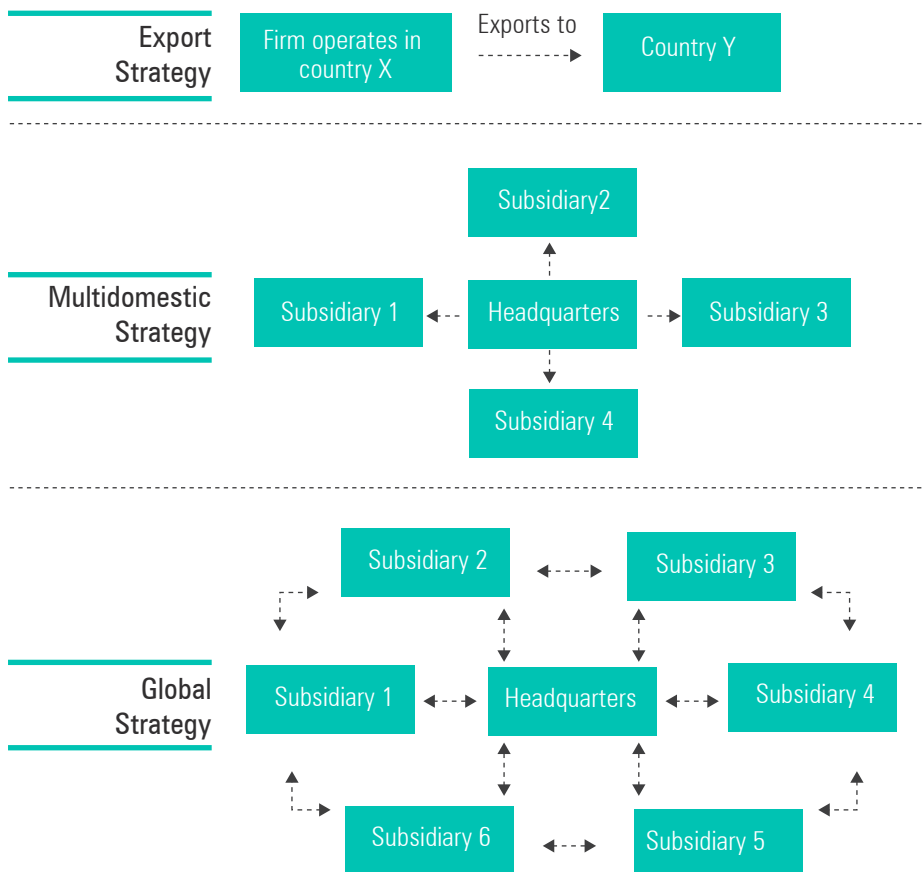 Export
Strategy
Firm operates in
country X
Exports to
Country Y
Multidomestic
Strategy
Subsidiary2
Subsidiary 1
Headquarters
Subsidiary 3
Subsidiary 4
Global
Strategy
Subsidiary 2
Subsidiary 3
Subsidiary 1
Headquarters
Subsidiary 4
Subsidiary 6
Subsidiary 5